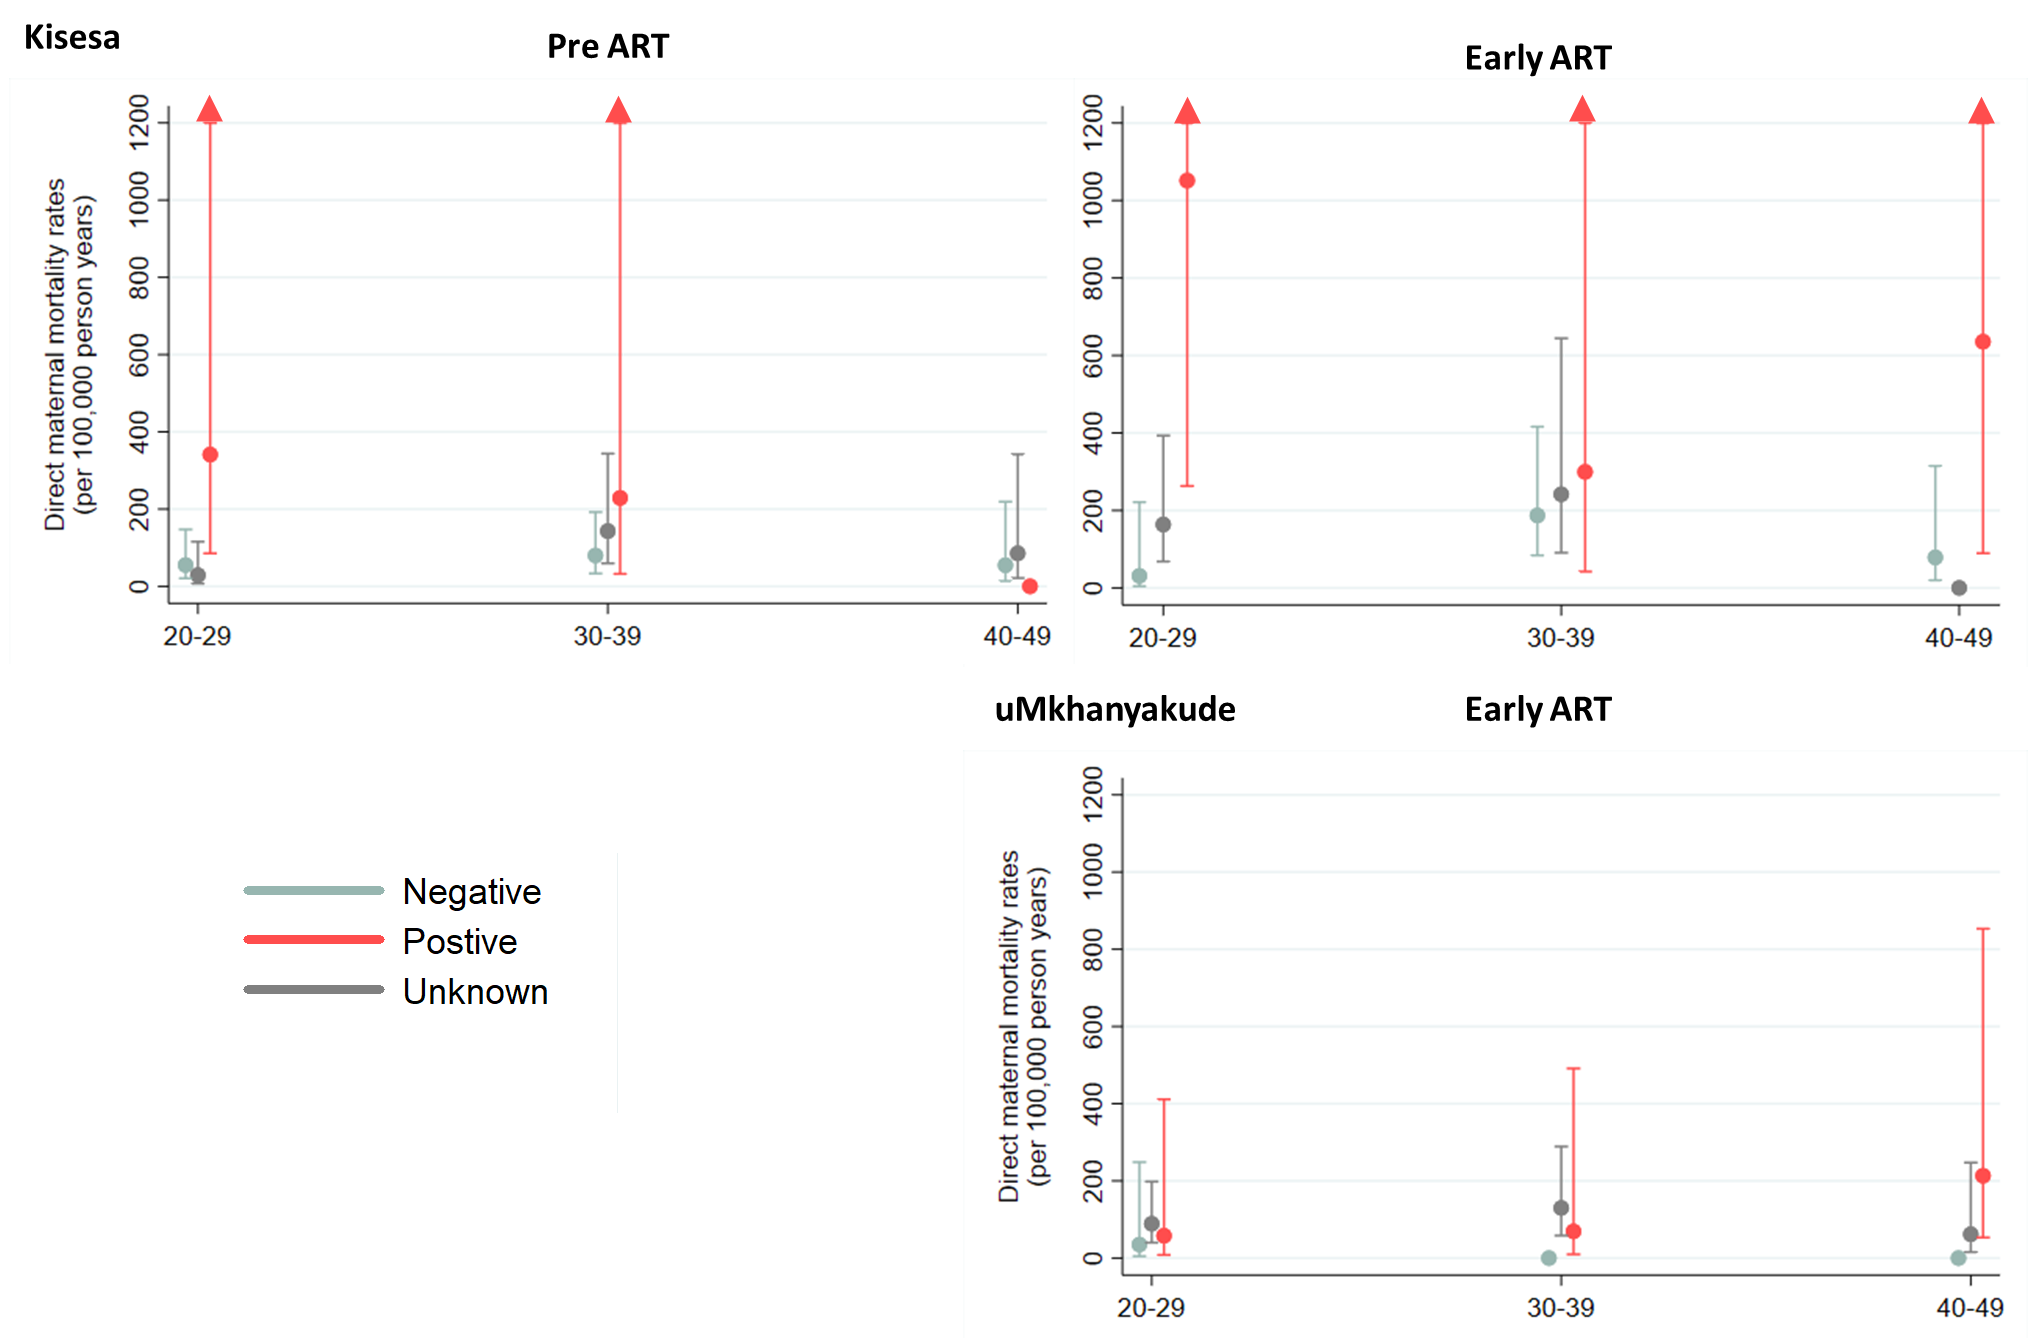 Kisesa
Pre ART
Early ART
Direct maternal mortality rates
(per 100,000 person years)
0
200
400
600
800
1000
1200
20-29
30-39
40-49
0
200
400
600
800
1000
1200
20-29
30-39
40-49
uMkhanyakude
Early ART
Negative
Postive
Unknown
Direct maternal mortality rates
(per 100,000 person years)
0
200
400
600
800
1000
1200
20-29
30-39
40-49